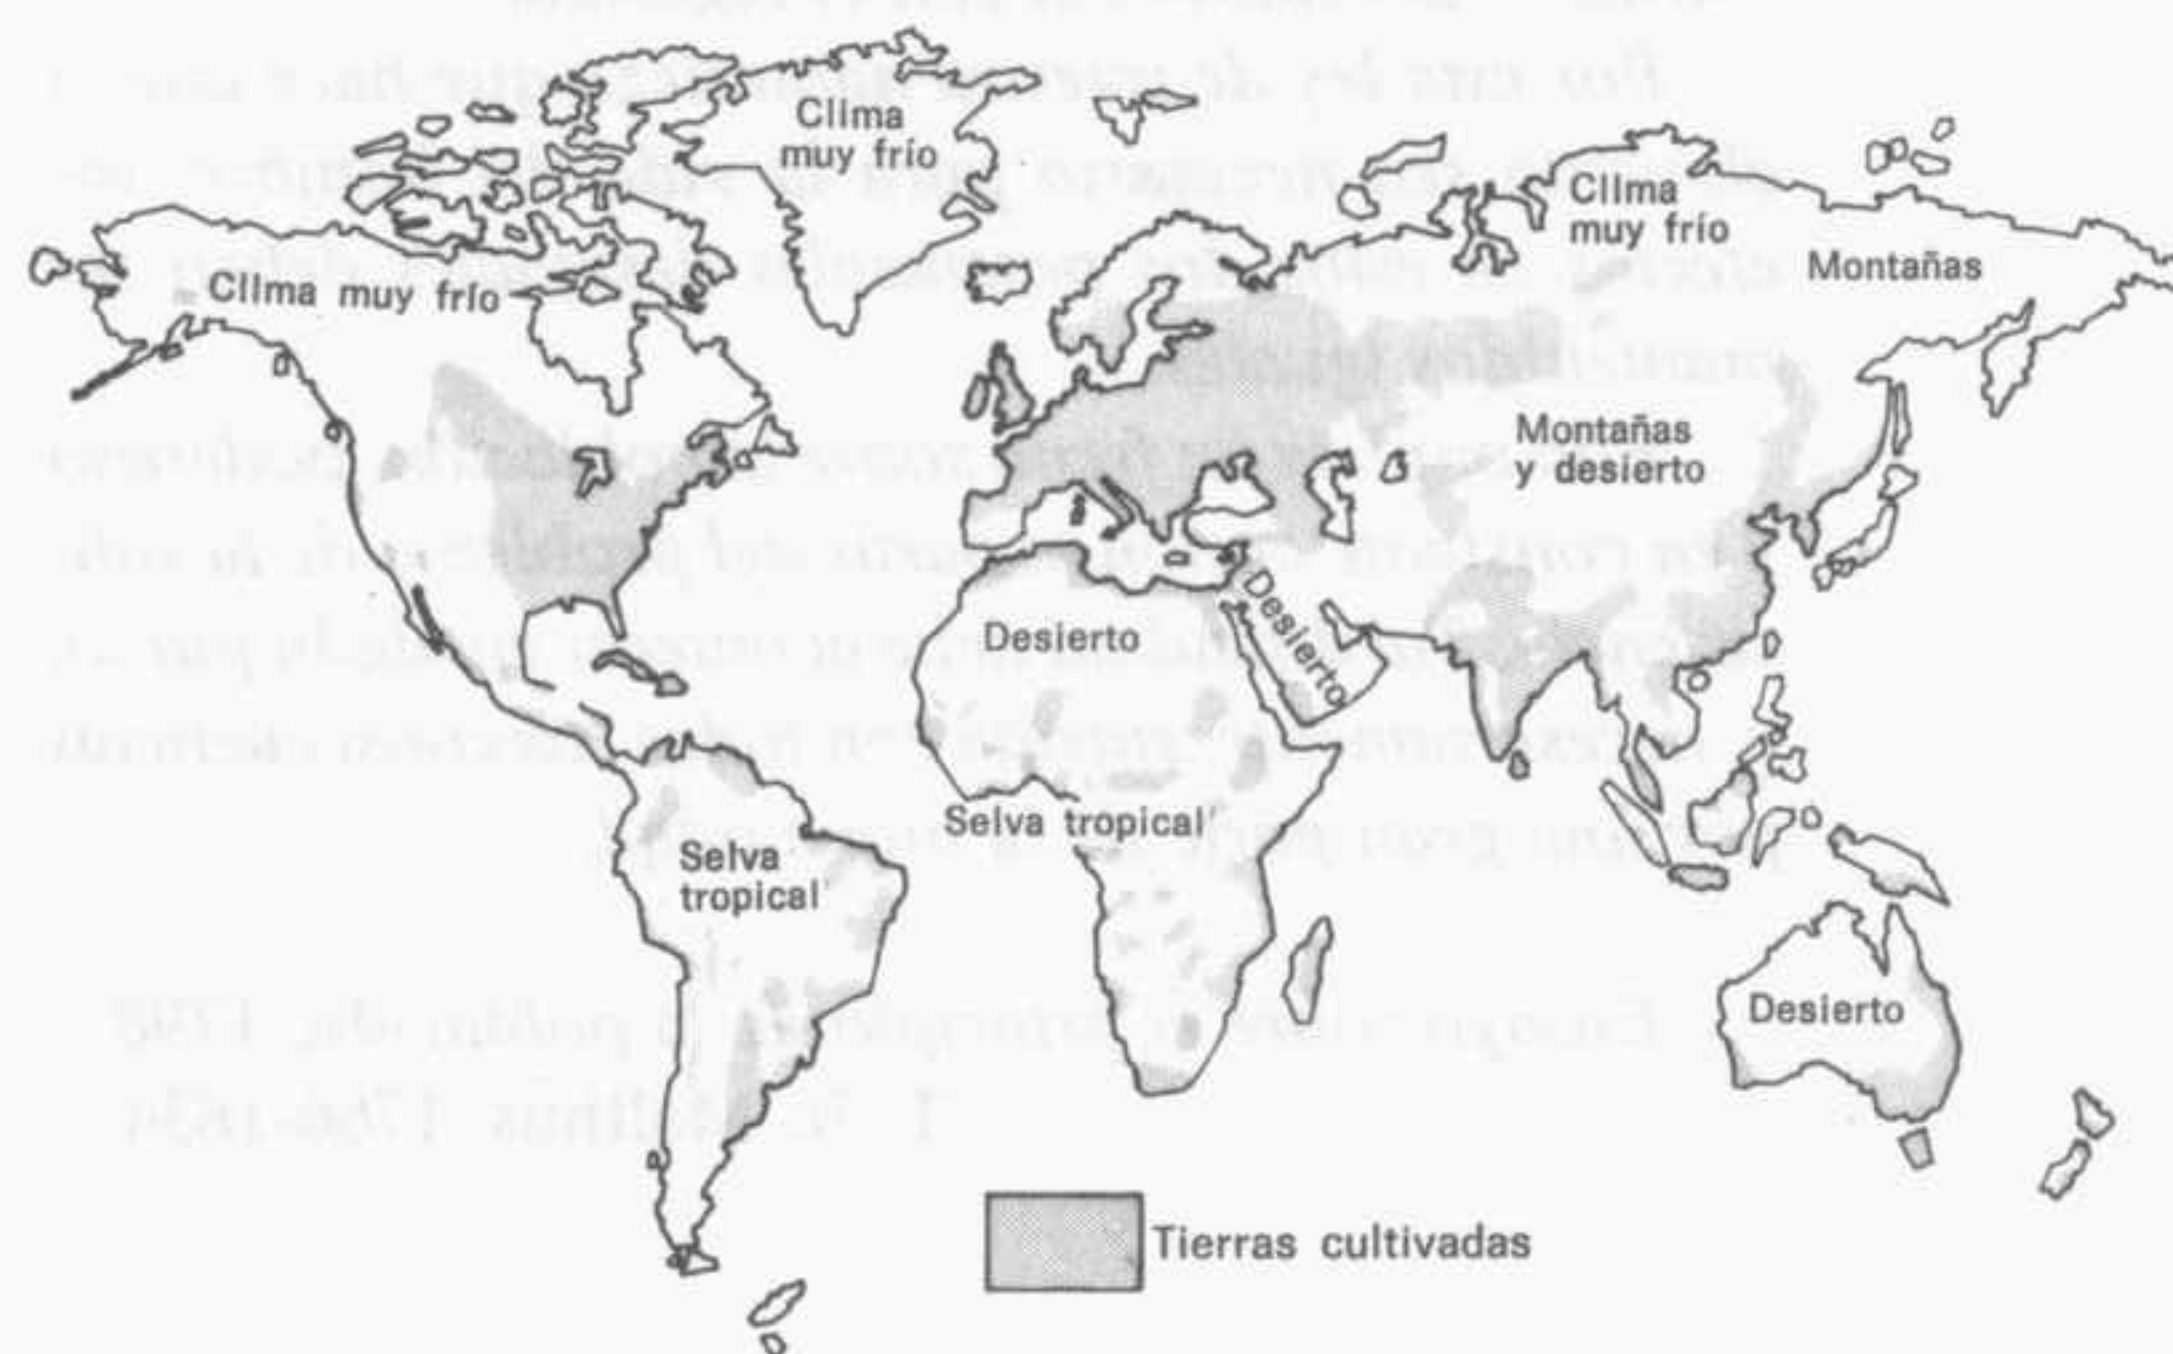 Clima
muy frío
Clima
muy frío
Montañas
Clima muy frío
Montañas
y desierto
Desierto
Desierto
Selva tropical
Selva
tropical
Desierto
Tierras cultivadas